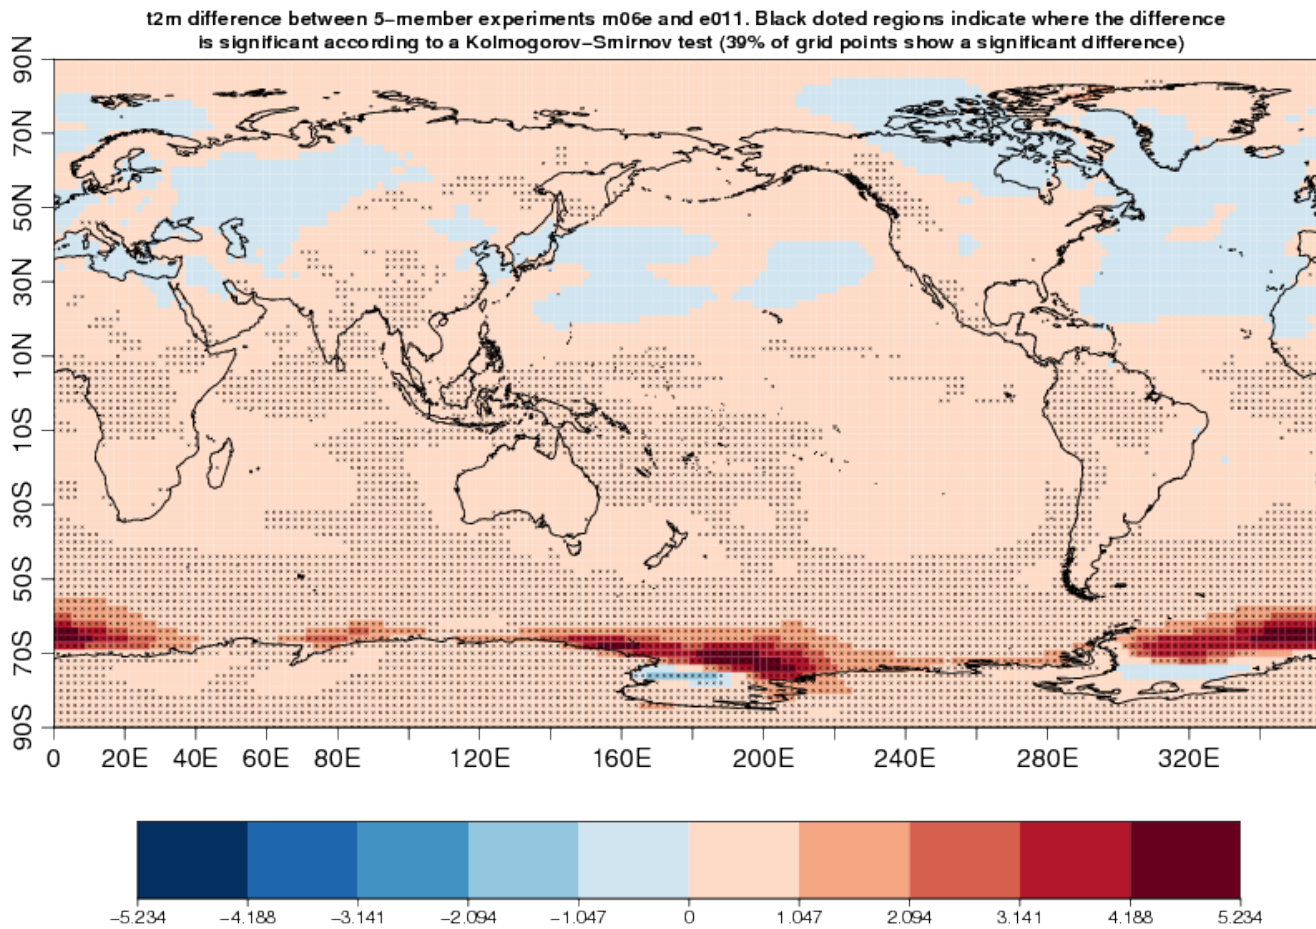 t2m difference between 5−member experiments m06e and e011. Black doted regions indicate where the difference
is significant according to a Kolmogorov−Smirnov test (39% of grid points show a significant difference)
90N
70N
50N
30N
10N
10S
30S
50S
70S
90S
0 20E 40E 60E 80E 120E 160E 200E 240E 280E 320E
−5.234 −4.188 −3.141 −2.094 −1.047 0 1.047 2.094 3.141 4.188 5.234